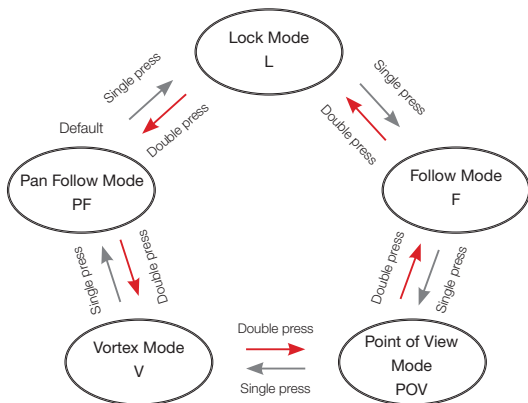 Lock Mode
L
Single press
Single press
Double press
Double press
Default
Pan Follow Mode
PF
Follow Mode
F
Single press
Double press
Double press
Single press
Double press
Vortex Mode
V
Single press
Point of View
Mode
POV